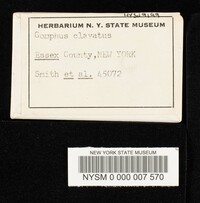 HERBARIUM N. Y. STATE MUSEUM
Gomphus clavatus
Essex County, NEW YORK
Smith et al. 45072
NEW YORK STATE MUSEUM
NYSM 0 000 007 570